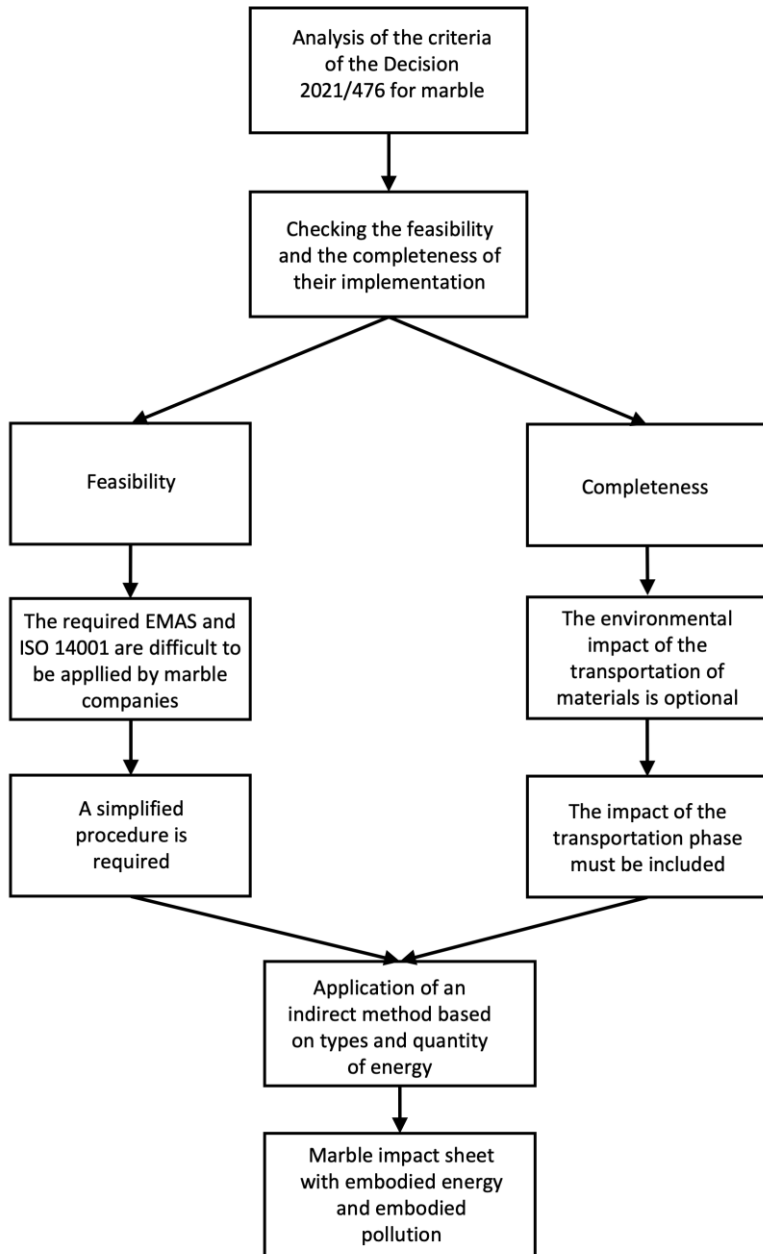 Analysis of the criteria
of the Decision
2021/476 for marble
Checking the feasibility
and the completeness of
their implementation
Feasibility
Completeness
The required EMAS and
ISO 14001 are difficult to
be appllied by marble
companies
The environmental
impact of the
transportation of
materials is optional
A simplified
procedure is
required
The impact of the
transportation phase
must be included
Application of an
indirect method based
on types and quantity
of energy
Marble impact sheet
with embodied energy
and embodied
pollution